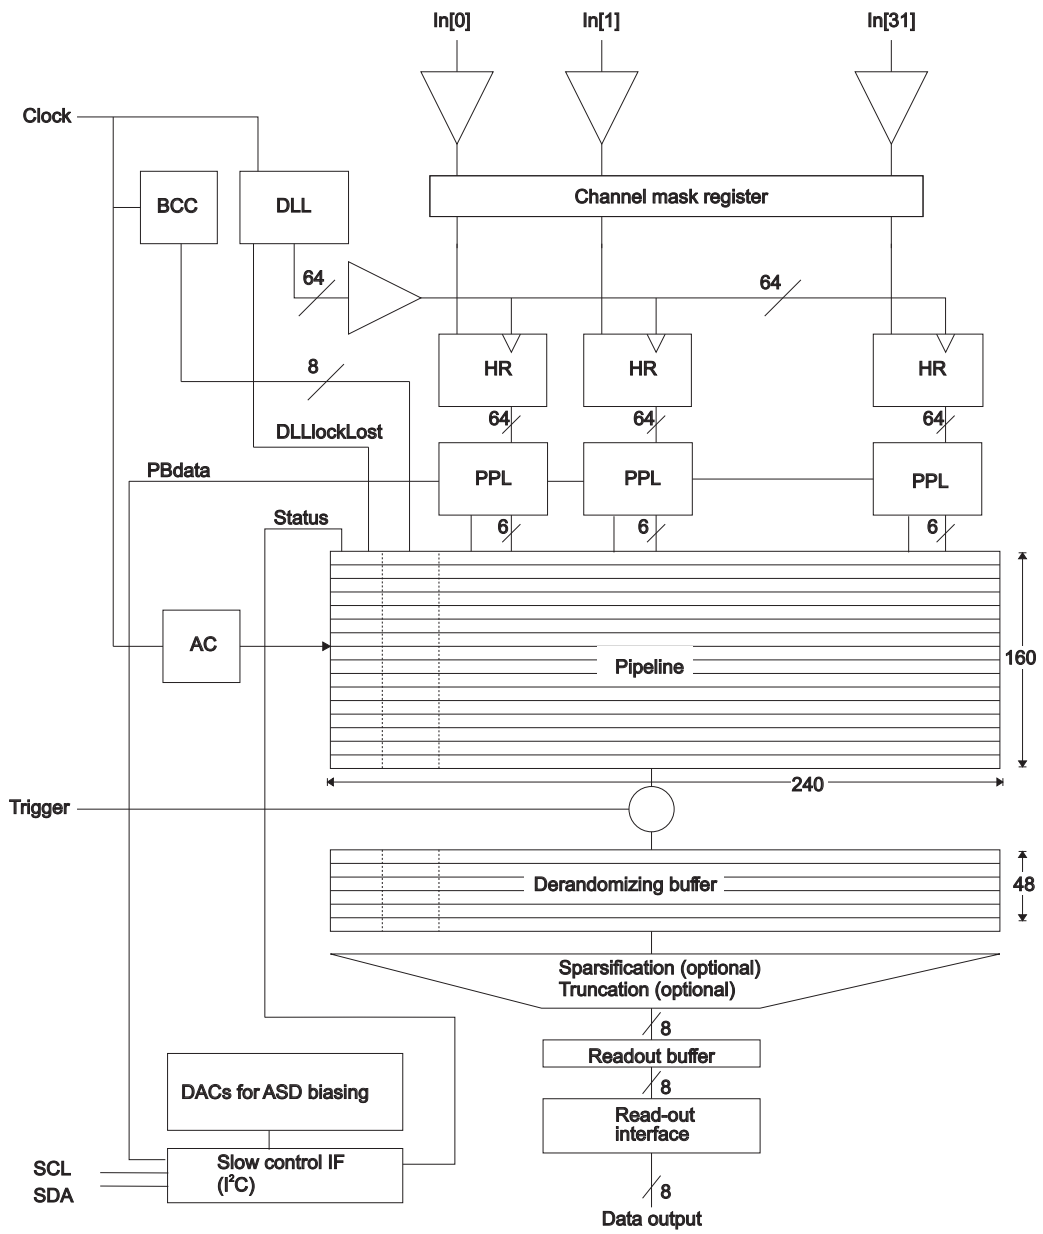 In[0] In[1] In[31]
Clock
Channel mask register
BCC DLL
64 64
HR HR HR
8
64 64 64
DLLlockLost
PBdata PPL PPL PPL
Status 6 6 6
AC Pipeline 160
240
Trigger
Derandomizing buffer 48
Sparsification (optional)
Truncation (optional)
8
Readout buffer
8
DACs for ASD biasing
Read-out
interface
Slow control IF
(I²C)
SCL
SDA
8
Data output